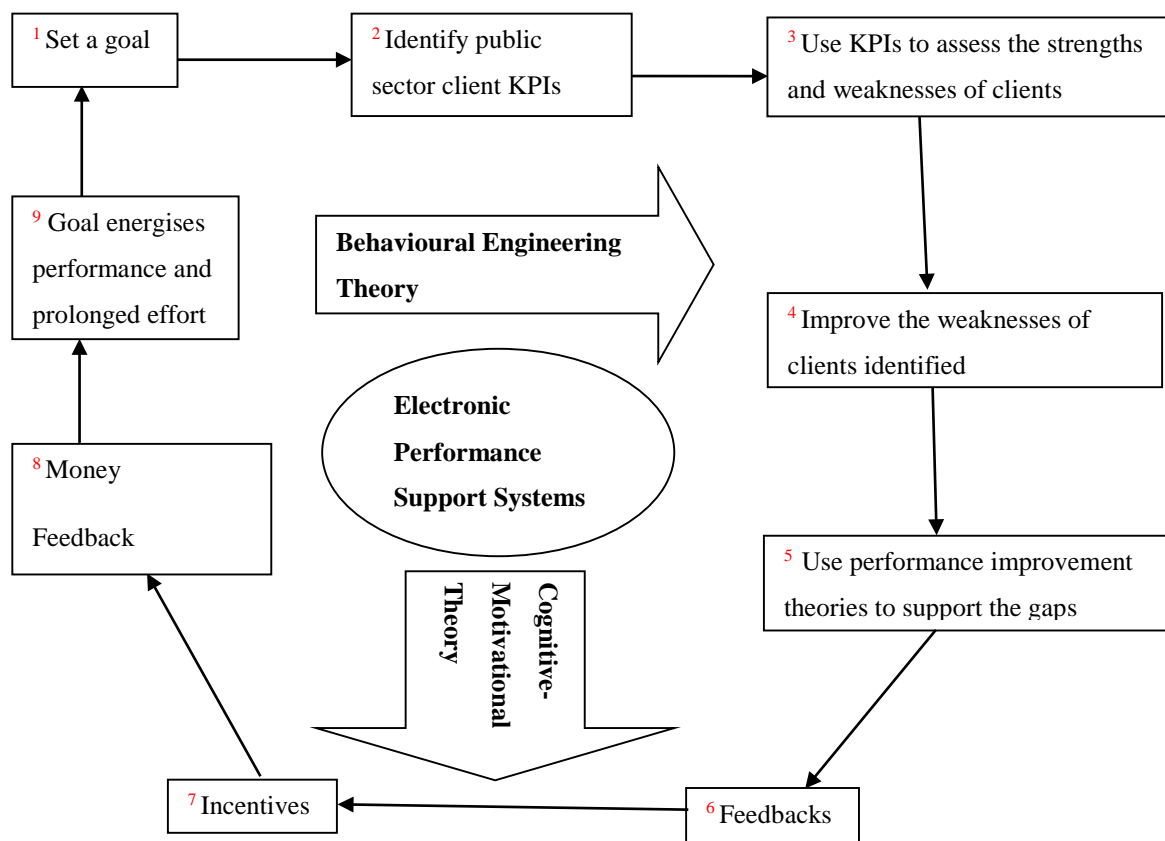 1 Set a goal
2 Identify public
sector client KPIs
3 Use KPIs to assess the strengths
and weaknesses of clients
9 Goal energises
performance and
prolonged effort
Behavioural Engineering
Theory
4 Improve the weaknesses of
clients identified
Electronic
Performance
Support Systems
8 Money
Feedback
5 Use performance improvement
theories to support the gaps
Cognitive-
Motivational
Theory
7 Incentives
6 Feedbacks